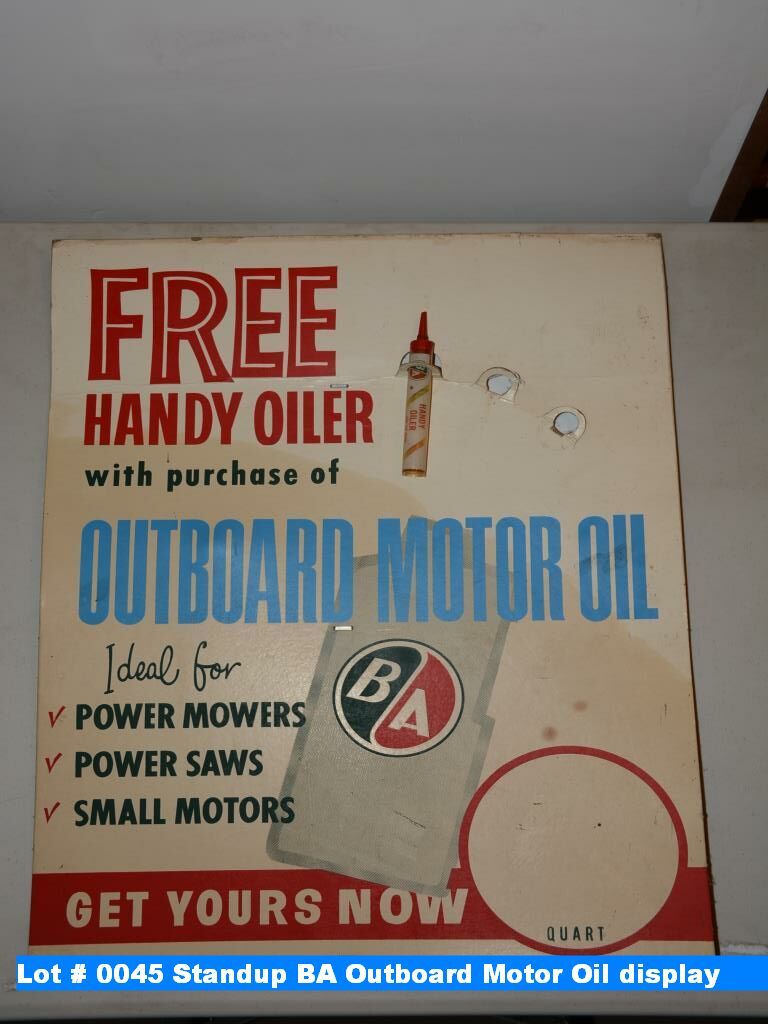 FREE
HANDY OILER
with purchase of
HANDY
OILER
OUTBOARD MOTOR OIL
Ideal for
BA
POWER MOWERS
POWER SAWS
SMALL MOTORS
GET YOURS NOW
QUART
Lot # 0045 Standup BA Outboard Motor Oil display